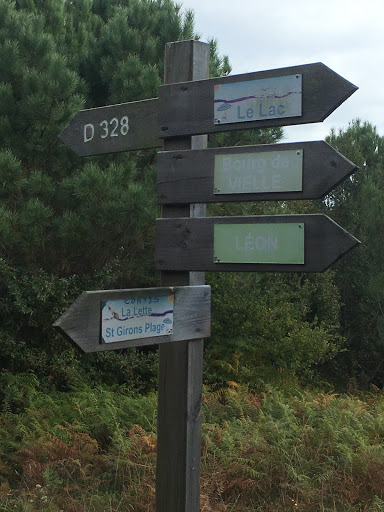 Le Lac
D 328
Bourg de
VIELLE
LÉON
La Lette
St Girons Plage